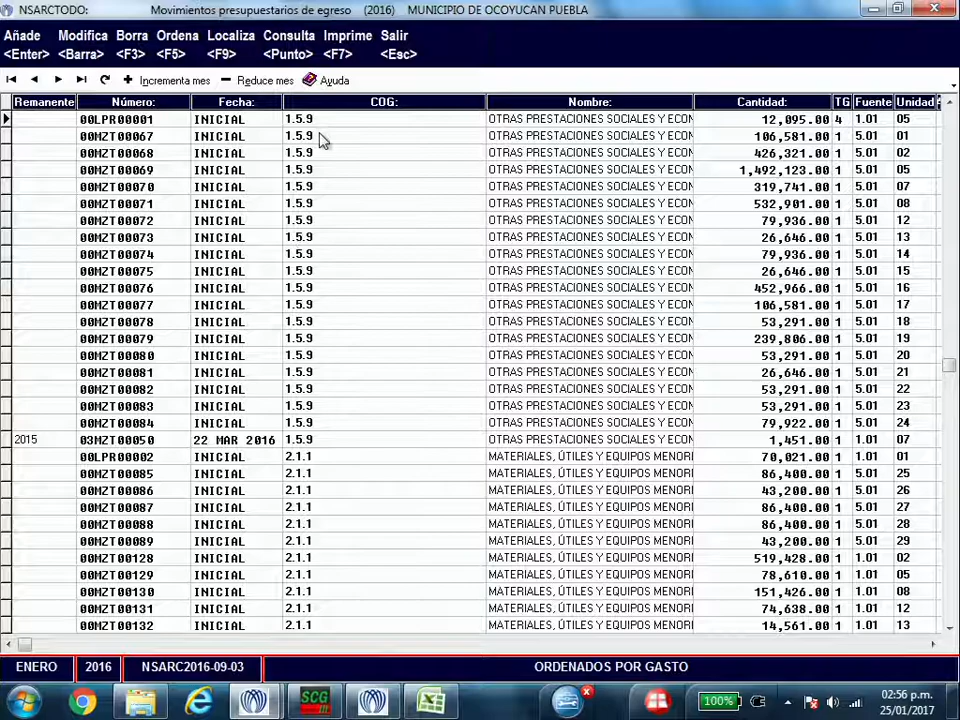 NSARCTODO: Movimientos presupuestarios de egreso (2016) MUNICIPIO DE OCOYUCAN PUEBLA
Añade Modifica Borra Ordena Localiza Consulta Imprime Salir
<Enter> <Barra> <F3> <F5> <F9> <Punto> <F7> <Esc>
Incrementa mes Reduce mes Ayuda
Remanente Número: Fecha: COG: Nombre: Cantidad: TG Fuente Unidad
00LPR00001 INICIAL 1.5.9 OTRAS PRESTACIONES SOCIALES Y ECON 12,095.00 4 1.01 05
00MZT00067 INICIAL 1.5.9 OTRAS PRESTACIONES SOCIALES Y ECON 106,581.00 1 5.01 01
00MZT00068 INICIAL 1.5.9 OTRAS PRESTACIONES SOCIALES Y ECON 426,321.00 1 5.01 02
00MZT00069 INICIAL 1.5.9 OTRAS PRESTACIONES SOCIALES Y ECON 1,492,123.00 1 5.01 05
00MZT00070 INICIAL 1.5.9 OTRAS PRESTACIONES SOCIALES Y ECON 319,741.00 1 5.01 07
00MZT00071 INICIAL 1.5.9 OTRAS PRESTACIONES SOCIALES Y ECON 532,901.00 1 5.01 08
00MZT00072 INICIAL 1.5.9 OTRAS PRESTACIONES SOCIALES Y ECON 79,936.00 1 5.01 12
00MZT00073 INICIAL 1.5.9 OTRAS PRESTACIONES SOCIALES Y ECON 26,646.00 1 5.01 13
00MZT00074 INICIAL 1.5.9 OTRAS PRESTACIONES SOCIALES Y ECON 79,936.00 1 5.01 14
00MZT00075 INICIAL 1.5.9 OTRAS PRESTACIONES SOCIALES Y ECON 26,646.00 1 5.01 15
00MZT00076 INICIAL 1.5.9 OTRAS PRESTACIONES SOCIALES Y ECON 452,966.00 1 5.01 16
00MZT00077 INICIAL 1.5.9 OTRAS PRESTACIONES SOCIALES Y ECON 106,581.00 1 5.01 17
00MZT00078 INICIAL 1.5.9 OTRAS PRESTACIONES SOCIALES Y ECON 53,291.00 1 5.01 18
00MZT00079 INICIAL 1.5.9 OTRAS PRESTACIONES SOCIALES Y ECON 239,806.00 1 5.01 19
00MZT00080 INICIAL 1.5.9 OTRAS PRESTACIONES SOCIALES Y ECON 53,291.00 1 5.01 20
00MZT00081 INICIAL 1.5.9 OTRAS PRESTACIONES SOCIALES Y ECON 26,646.00 1 5.01 21
00MZT00082 INICIAL 1.5.9 OTRAS PRESTACIONES SOCIALES Y ECON 53,291.00 1 5.01 22
00MZT00083 INICIAL 1.5.9 OTRAS PRESTACIONES SOCIALES Y ECON 53,291.00 1 5.01 23
00MZT00084 INICIAL 1.5.9 OTRAS PRESTACIONES SOCIALES Y ECON 79,922.00 1 5.01 24
2015 03MZT00050 22 MAR 2016 1.5.9 OTRAS PRESTACIONES SOCIALES Y ECON 1,451.00 1 1.01 07
00LPR00002 INICIAL 2.1.1 MATERIALES, ÚTILES Y EQUIPOS MENORI 70,021.00 1 1.01 01
00MZT00085 INICIAL 2.1.1 MATERIALES, ÚTILES Y EQUIPOS MENORI 86,400.00 1 5.01 25
00MZT00086 INICIAL 2.1.1 MATERIALES, ÚTILES Y EQUIPOS MENORI 43,200.00 1 5.01 26
00MZT00087 INICIAL 2.1.1 MATERIALES, ÚTILES Y EQUIPOS MENORI 86,400.00 1 5.01 27
00MZT00088 INICIAL 2.1.1 MATERIALES, ÚTILES Y EQUIPOS MENORI 86,400.00 1 5.01 28
00MZT00089 INICIAL 2.1.1 MATERIALES, ÚTILES Y EQUIPOS MENORI 43,200.00 1 5.01 29
00MZT00128 INICIAL 2.1.1 MATERIALES, ÚTILES Y EQUIPOS MENORI 519,428.00 1 1.01 02
00MZT00129 INICIAL 2.1.1 MATERIALES, ÚTILES Y EQUIPOS MENORI 78,610.00 1 1.01 05
00MZT00130 INICIAL 2.1.1 MATERIALES, ÚTILES Y EQUIPOS MENORI 151,426.00 1 1.01 08
00MZT00131 INICIAL 2.1.1 MATERIALES, ÚTILES Y EQUIPOS MENORI 74,638.00 1 1.01 12
00MZT00132 INICIAL 2.1.1 MATERIALES, ÚTILES Y EQUIPOS MENORI 14,561.00 1 1.01 13
ENERO 2016 NSARC2016-09-03 ORDENADOS POR GASTO
SCG 100% 02:56 p.m.
25/01/2017